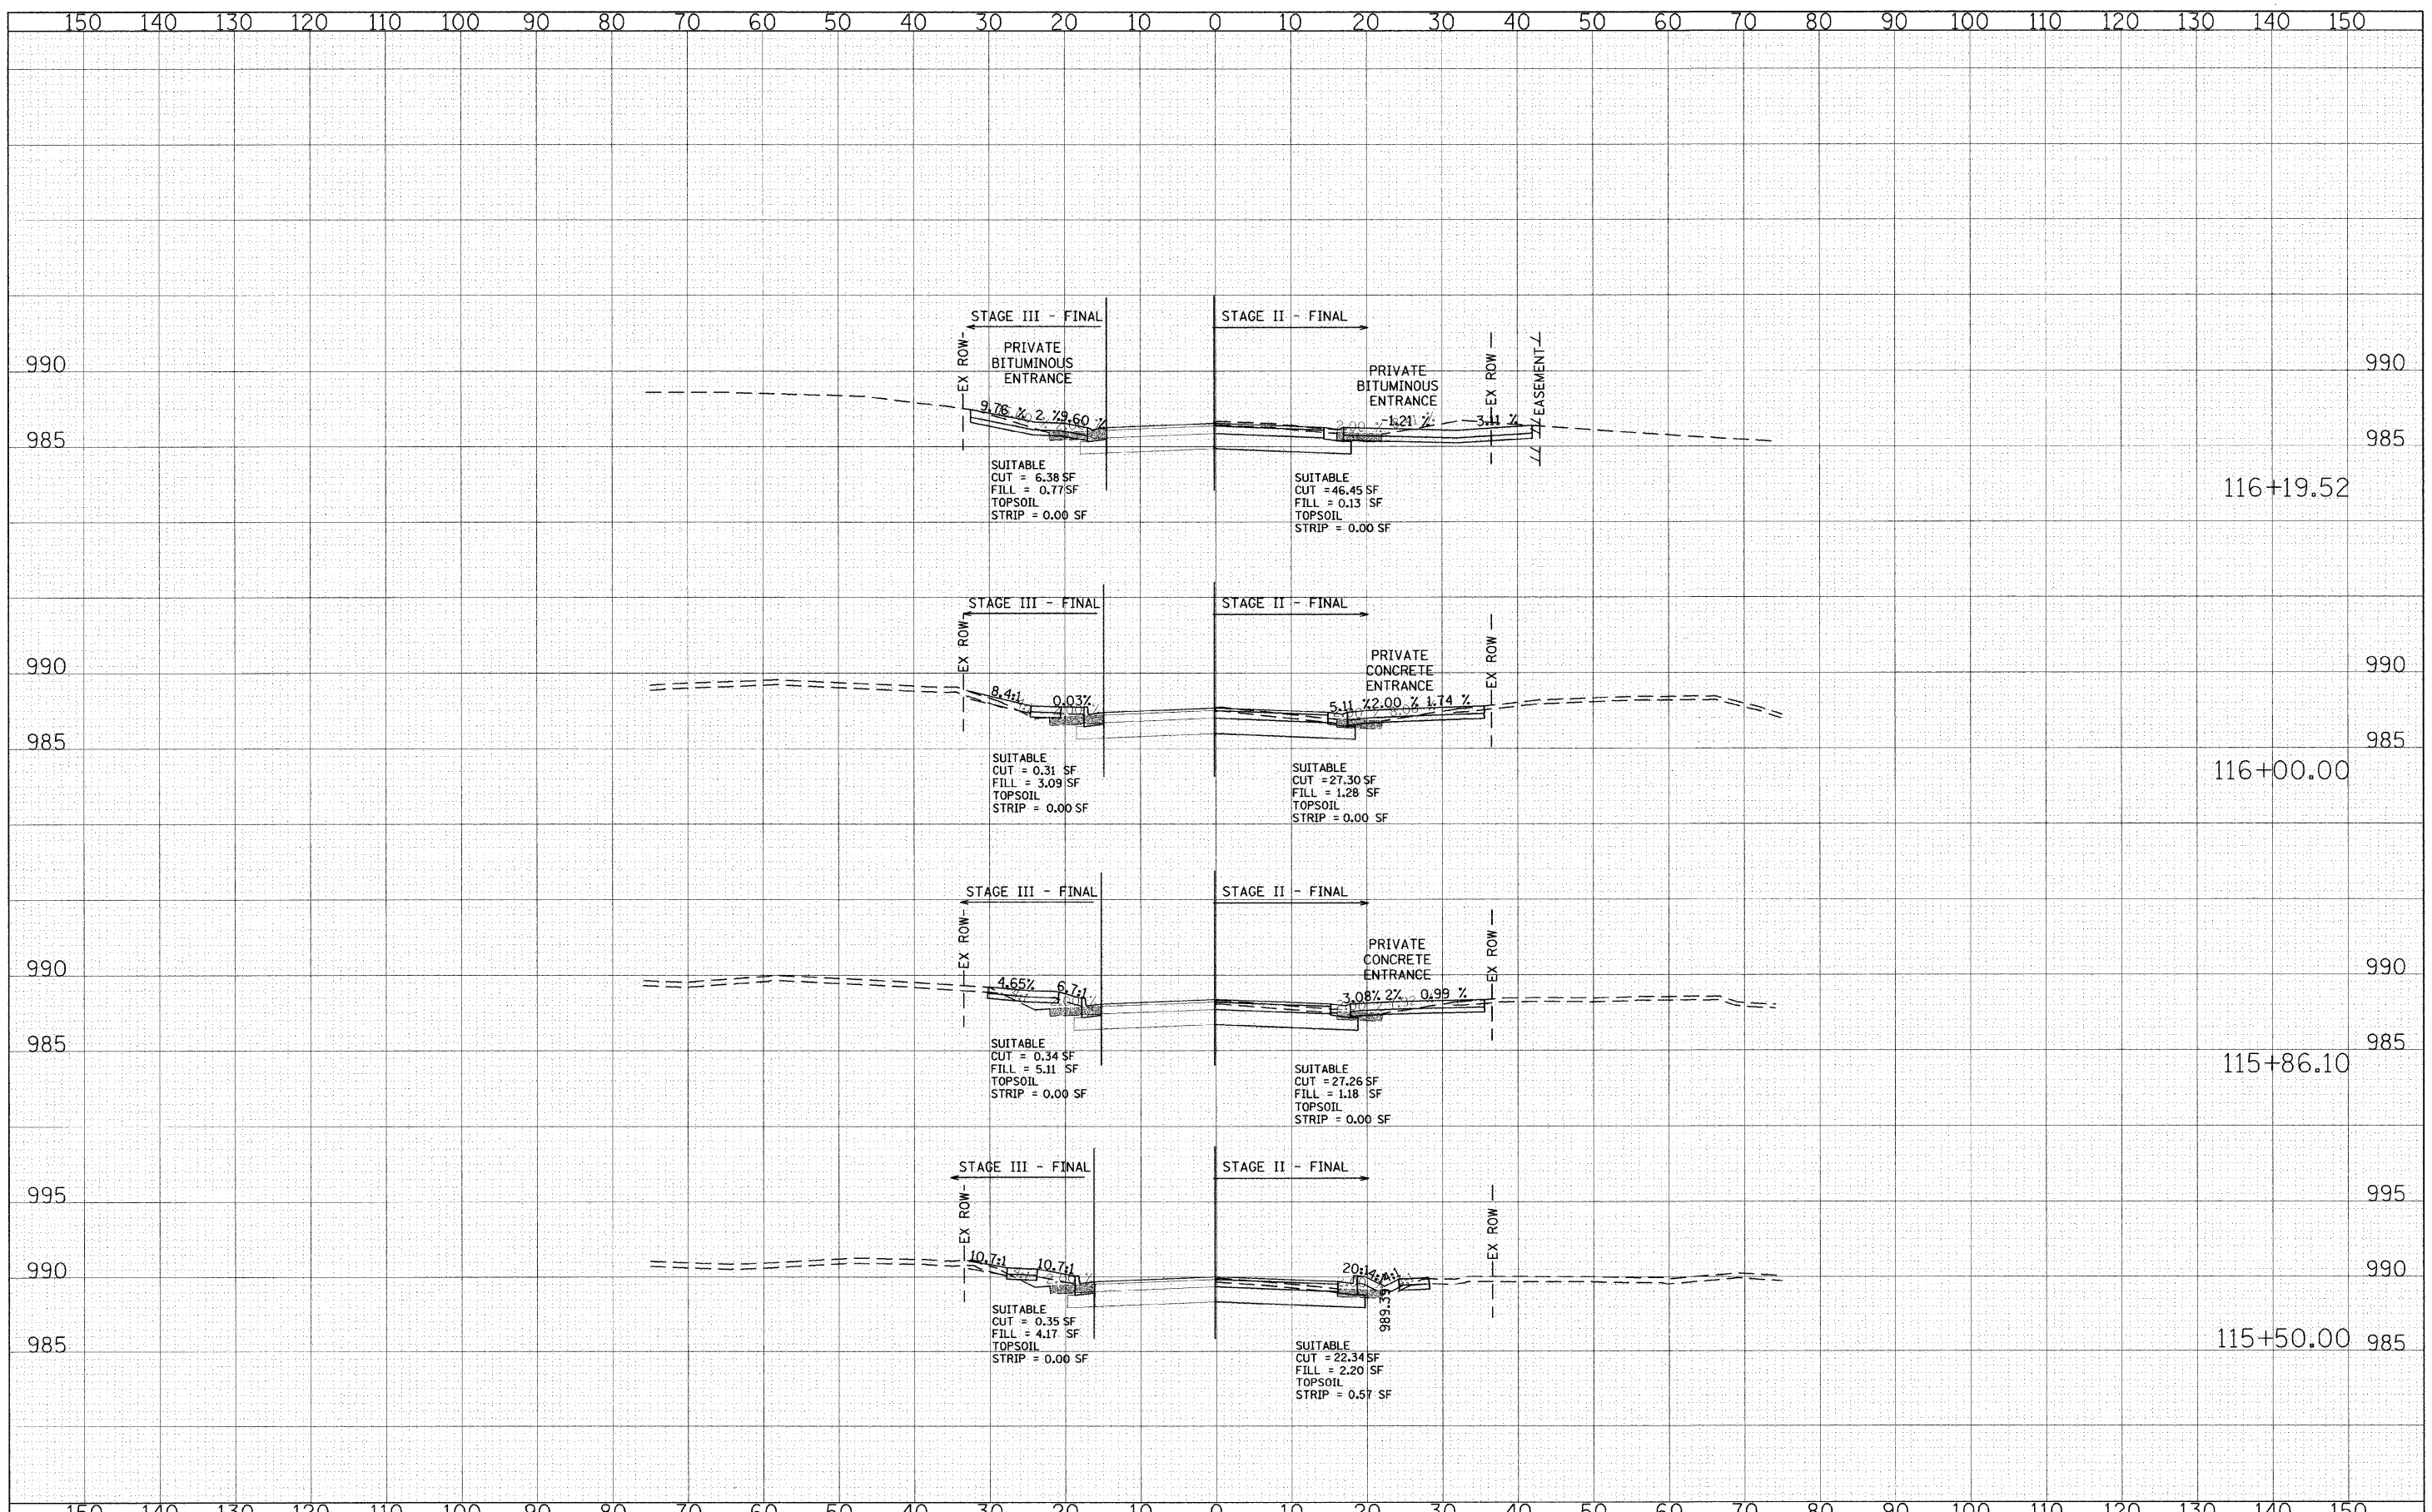 150 140 130 120 110 100 90 80 70 60 50 40 30 20 10 0 10 20 30 40 50 60 70 80 90 100 110 120 130 140 150
STAGE III - FINAL
STAGE II - FINAL
EX ROW
PRIVATE
BITUMINOUS
ENTRANCE
PRIVATE
BITUMINOUS
ENTRANCE
EX ROW
EASEMENT
990
990
9.76 % 2. % 9.60 %
-1.21 %
3.11 %
985
985
SUITABLE
CUT = 6.38 SF
FILL = 0.77 SF
TOPSOIL
STRIP = 0.00 SF
SUITABLE
CUT = 46.45 SF
FILL = 0.13 SF
TOPSOIL
STRIP = 0.00 SF
116+19.52
STAGE III - FINAL
STAGE II - FINAL
EX ROW
PRIVATE
CONCRETE
ENTRANCE
EX ROW
990
990
8.4:1
0.03%
5.11 % 2.00 % 1.74 %
985
985
SUITABLE
CUT = 0.31 SF
FILL = 3.09 SF
TOPSOIL
STRIP = 0.00 SF
SUITABLE
CUT = 27.30 SF
FILL = 1.28 SF
TOPSOIL
STRIP = 0.00 SF
116+00.00
STAGE III - FINAL
STAGE II - FINAL
EX ROW
PRIVATE
CONCRETE
ENTRANCE
EX ROW
990
990
4.65%
6.7:1
3.08% 2% 0.99 %
985
985
SUITABLE
CUT = 0.34 SF
FILL = 5.11 SF
TOPSOIL
STRIP = 0.00 SF
SUITABLE
CUT = 27.26 SF
FILL = 1.18 SF
TOPSOIL
STRIP = 0.00 SF
115+86.10
STAGE III - FINAL
STAGE II - FINAL
995
995
EX ROW
EX ROW
10.7:1
10.7:1
20:1
990
990
989.39
985
SUITABLE
CUT = 0.35 SF
FILL = 4.17 SF
TOPSOIL
STRIP = 0.00 SF
SUITABLE
CUT = 22.34 SF
FILL = 2.20 SF
TOPSOIL
STRIP = 0.57 SF
115+50.00 985
150 140 130 120 110 100 90 80 70 60 50 40 30 20 10 0 10 20 30 40 50 60 70 80 90 100 110 120 130 140 150